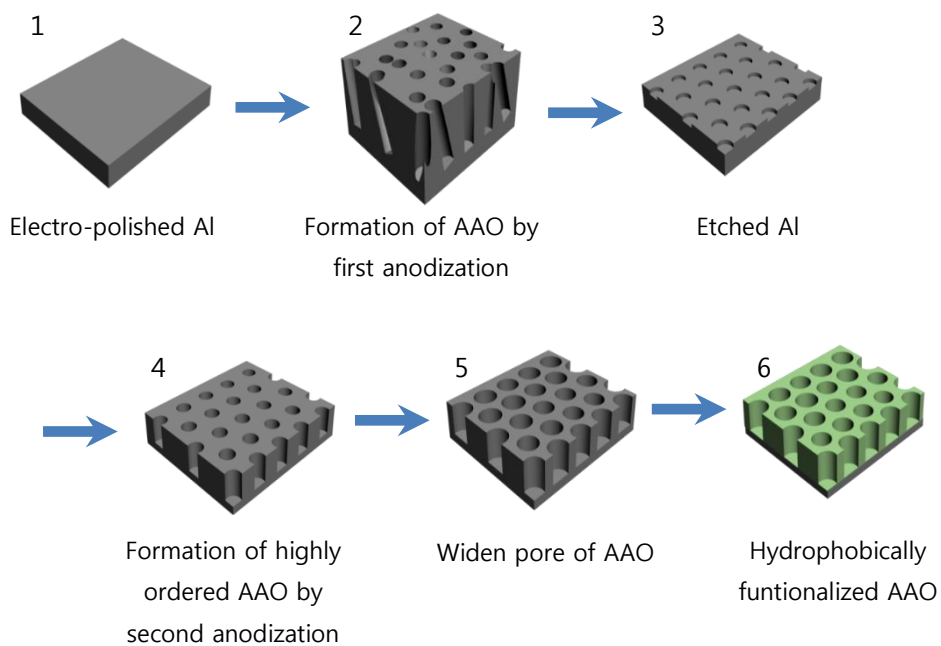 1
2
3
Electro-polished Al
Formation of AAO by
first anodization
Etched Al
4
5
6
Formation of highly
ordered AAO by
second anodization
Widen pore of AAO
Hydrophobically
funtionalized AAO